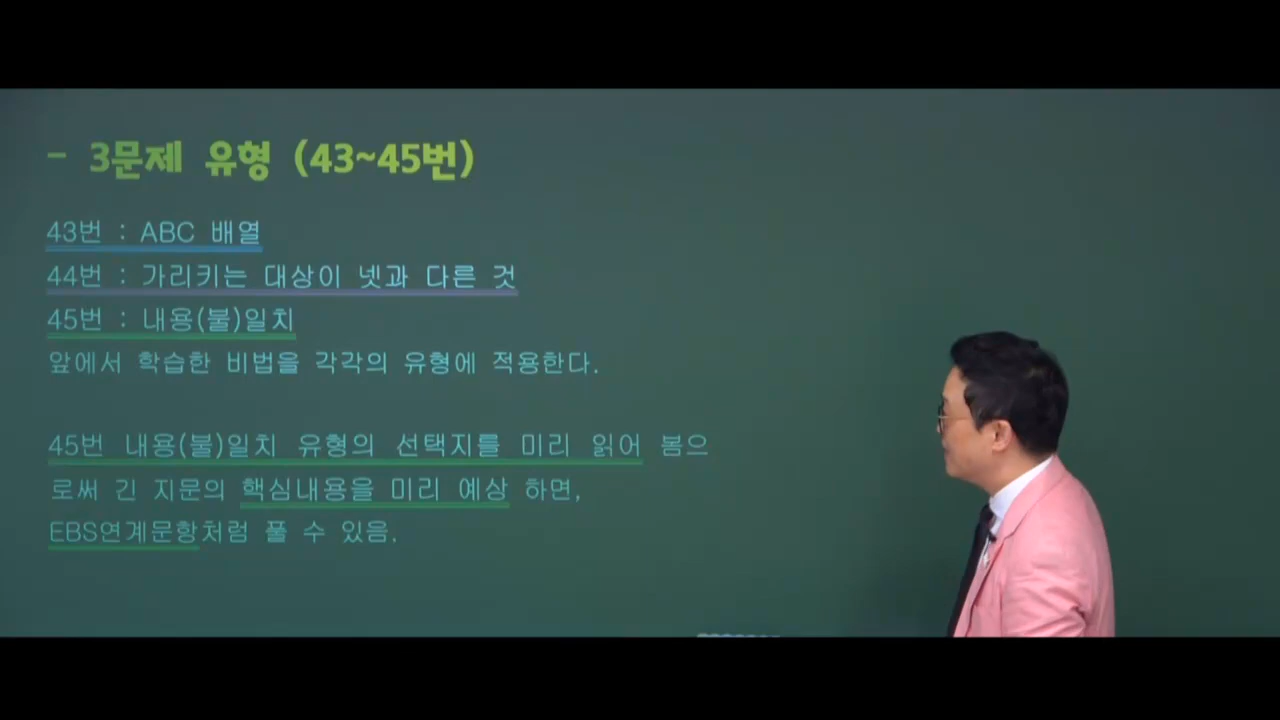 - 3문제 유형 (43~45번)
43번 : ABC 배열
44번 : 가리키는 대상이 넷과 다른 것
45번 : 내용(불)일치
앞에서 학습한 비법을 각각의 유형에 적용한다.
45번 내용(불)일치 유형의 선택지를 미리 읽어 봄으
로써 긴 지문의 핵심내용을 미리 예상 하면,
EBS연계문항처럼 풀 수 있음.